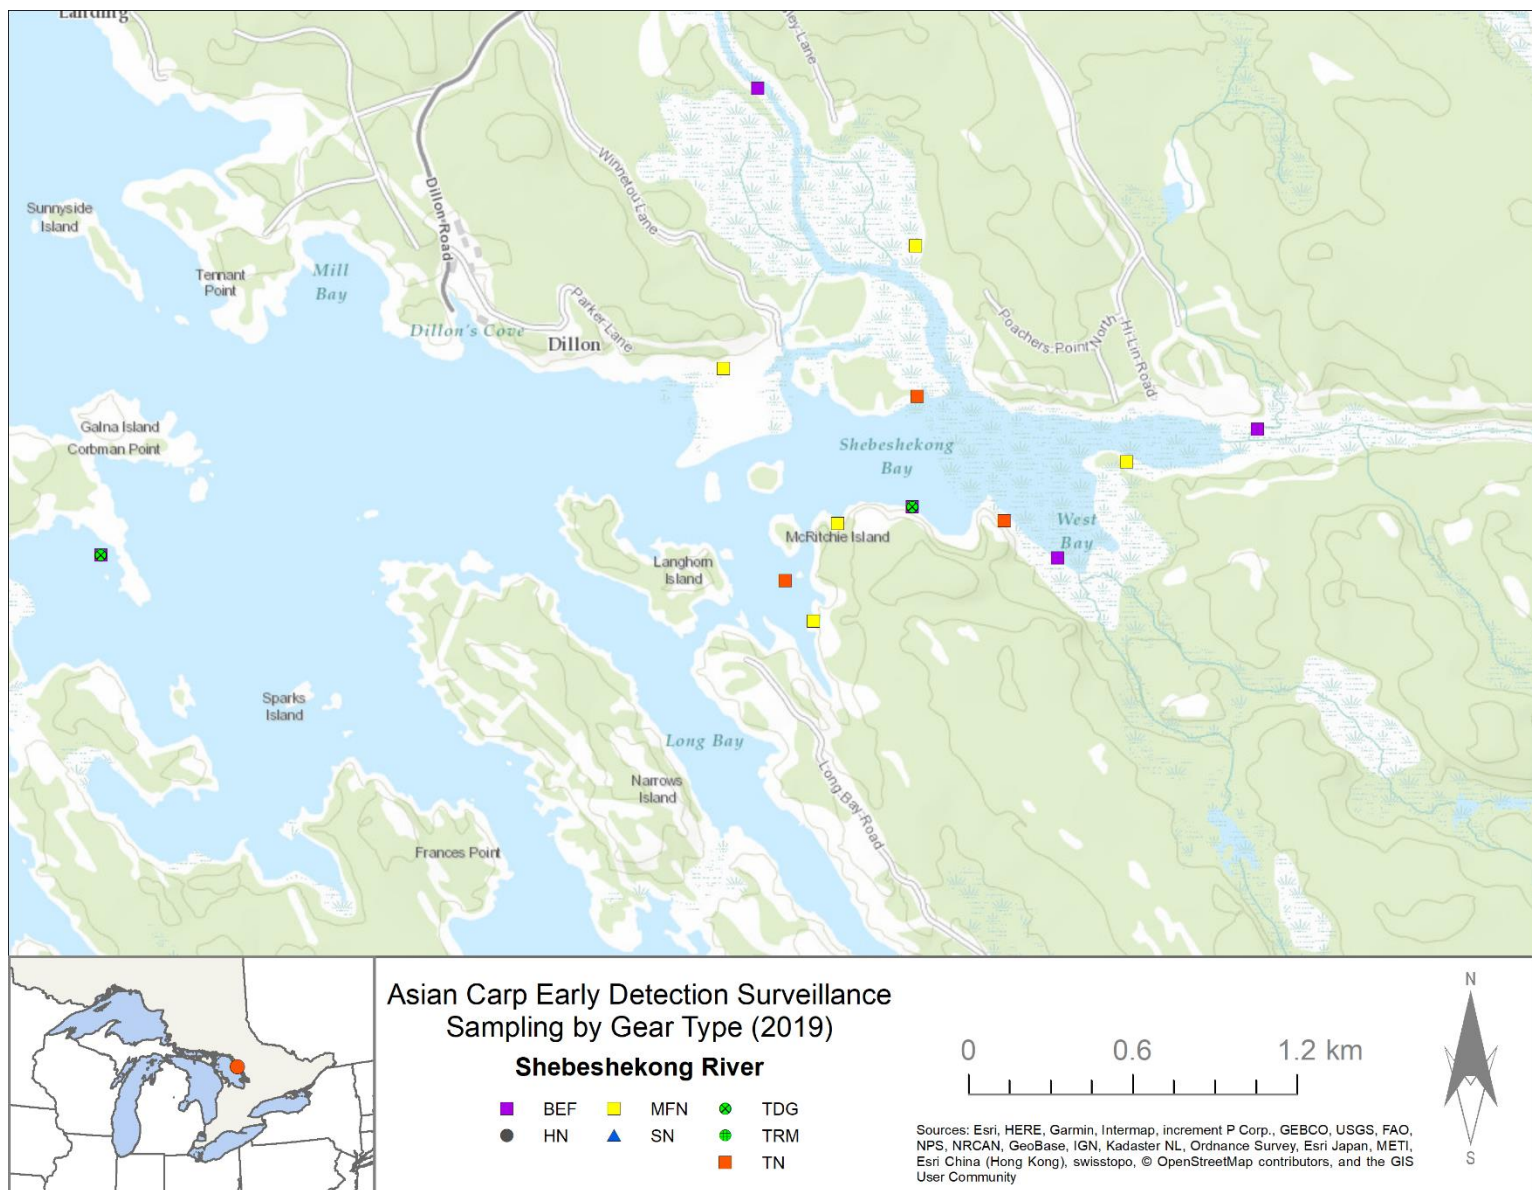 Landing
ley Lane
Winnetou Lane
Dillon Road
Sunnyside
Island
Tennant
Point
Mill
Bay
Parker Lane
Dillon's Cove
Dillon
Poachers Point North
Hi Lin Road
Galna Island
Corbman Point
Shebeshekong
Bay
West
Bay
McRitchie Island
Langhorn
Island
Sparks
Island
Long Bay
Narrows
Island
Long Bay Road
Frances Point
Asian Carp Early Detection Surveillance
Sampling by Gear Type (2019)
Shebeshekong River
BEF MFN TDG
HN SN TRM
TN
0 0.6 1.2 km
N
S
Sources: Esri, HERE, Garmin, Intermap, increment P Corp., GEBCO, USGS, FAO,
NPS, NRCAN, GeoBase, IGN, Kadaster NL, Ordnance Survey, Esri Japan, METI,
Esri China (Hong Kong), swisstopo, © OpenStreetMap contributors, and the GIS
User Community